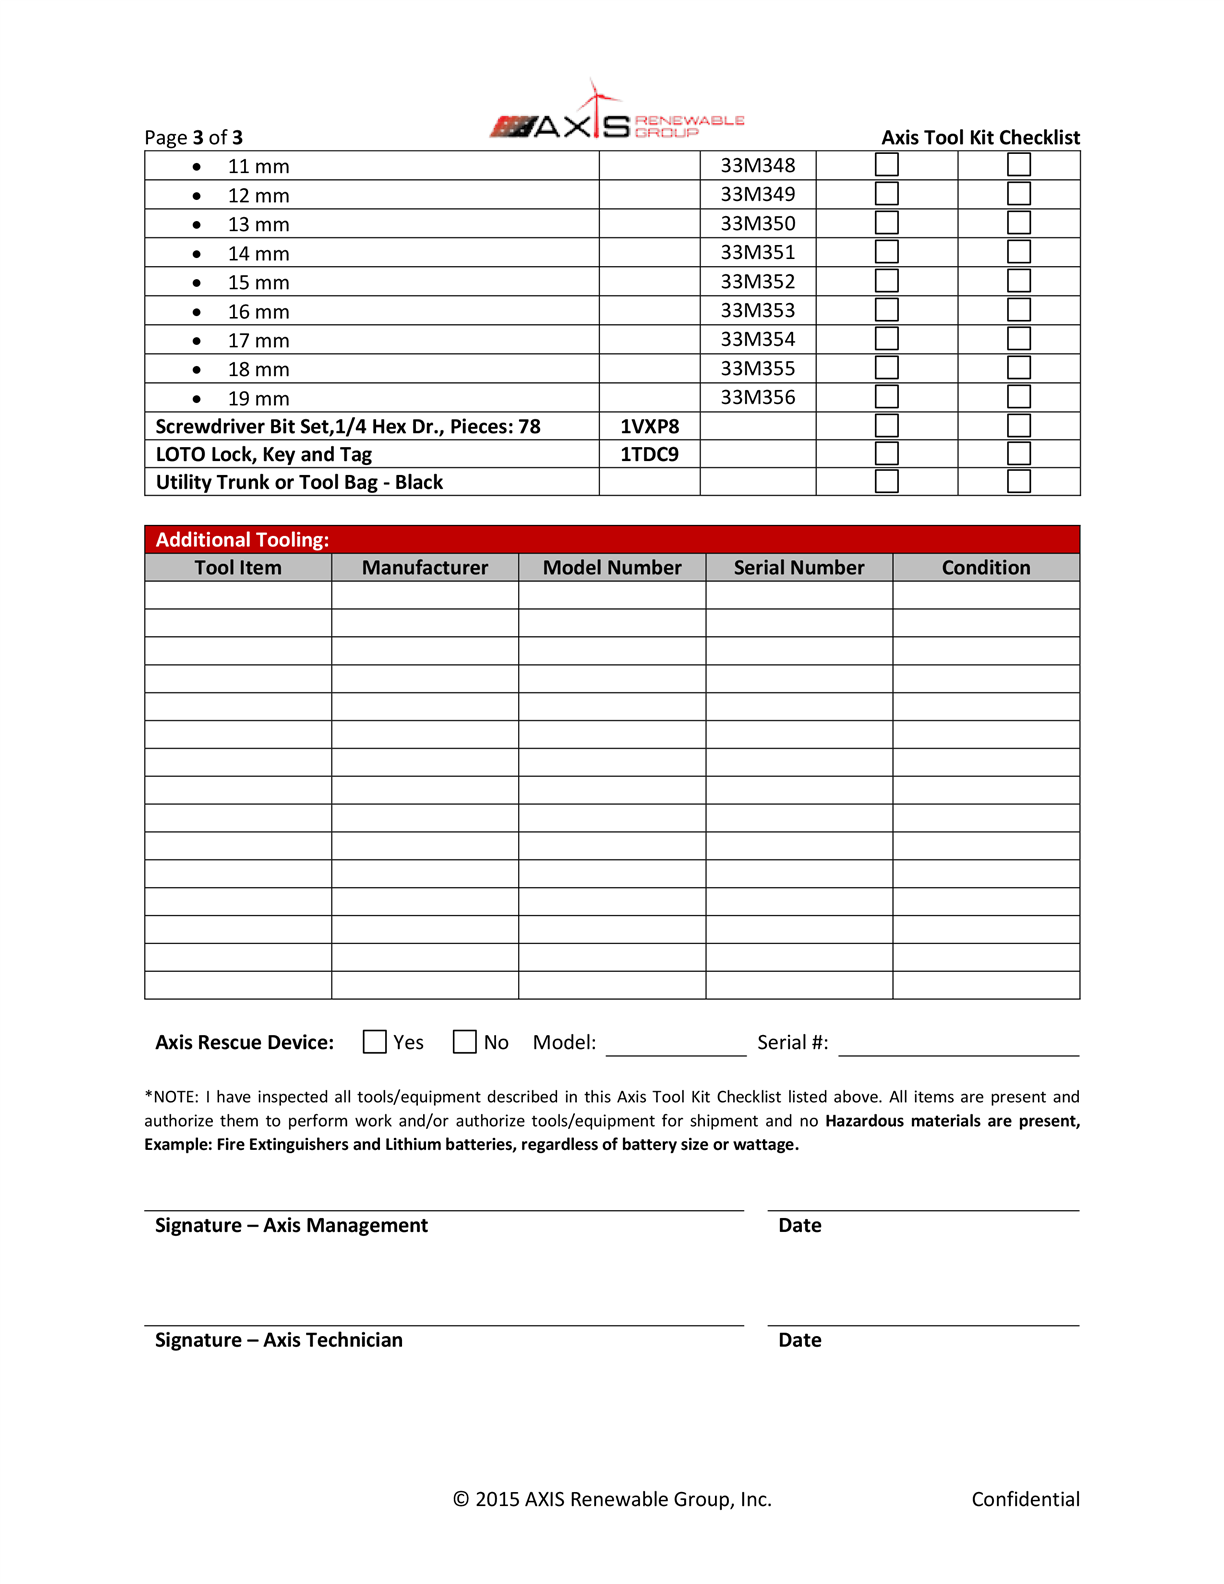 AXIS RENEWABLE GROUP
Page 3 of 3
Axis Tool Kit Checklist
• 11 mm 33M348
• 12 mm 33M349
• 13 mm 33M350
• 14 mm 33M351
• 15 mm 33M352
• 16 mm 33M353
• 17 mm 33M354
• 18 mm 33M355
• 19 mm 33M356
Screwdriver Bit Set,1/4 Hex Dr., Pieces: 78 1VXP8
LOTO Lock, Key and Tag 1TDC9
Utility Trunk or Tool Bag - Black
Additional Tooling:
Tool Item Manufacturer Model Number Serial Number Condition
Axis Rescue Device: Yes No Model: Serial #:
*NOTE: I have inspected all tools/equipment described in this Axis Tool Kit Checklist listed above. All items are present and
authorize them to perform work and/or authorize tools/equipment for shipment and no Hazardous materials are present,
Example: Fire Extinguishers and Lithium batteries, regardless of battery size or wattage.
Signature – Axis Management Date
Signature – Axis Technician Date
© 2015 AXIS Renewable Group, Inc. Confidential